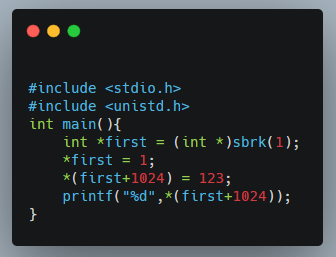 #include <stdio.h>
#include <unistd.h>
int main(){
    int *first = (int *)sbrk(1);
    *first = 1;
    *(first+1024) = 123;
    printf("%d",*(first+1024));
}